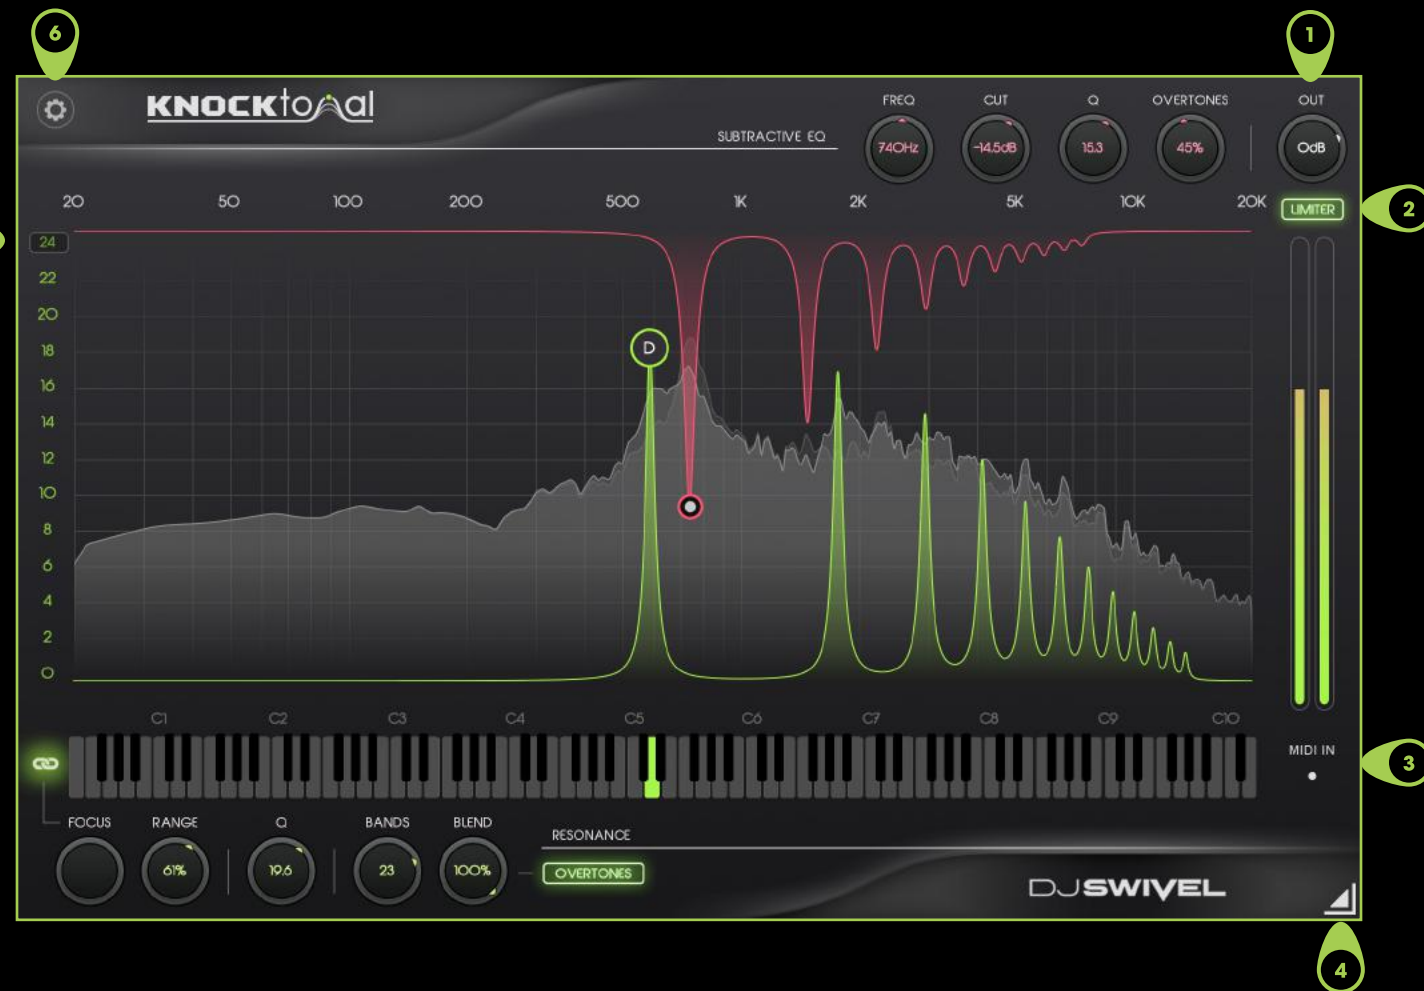 6
1
KNOCKtonal
FREQ CUT Q OVERTONES OUT
SUBTRACTIVE EQ
740Hz -14.5dB 15.3 45% 0dB
20 50 100 200 500 1K 2K 5K 10K 20K
LIMITER
2
24
22
20
18
D
16
14
12
10
8
6
4
2
0
C1 C2 C3 C4 C5 C6 C7 C8 C9 C10
MIDI IN
3
FOCUS RANGE Q BANDS BLEND
RESONANCE
61% 19.6 23 100%
OVERTONES
DJSWIVEL
4